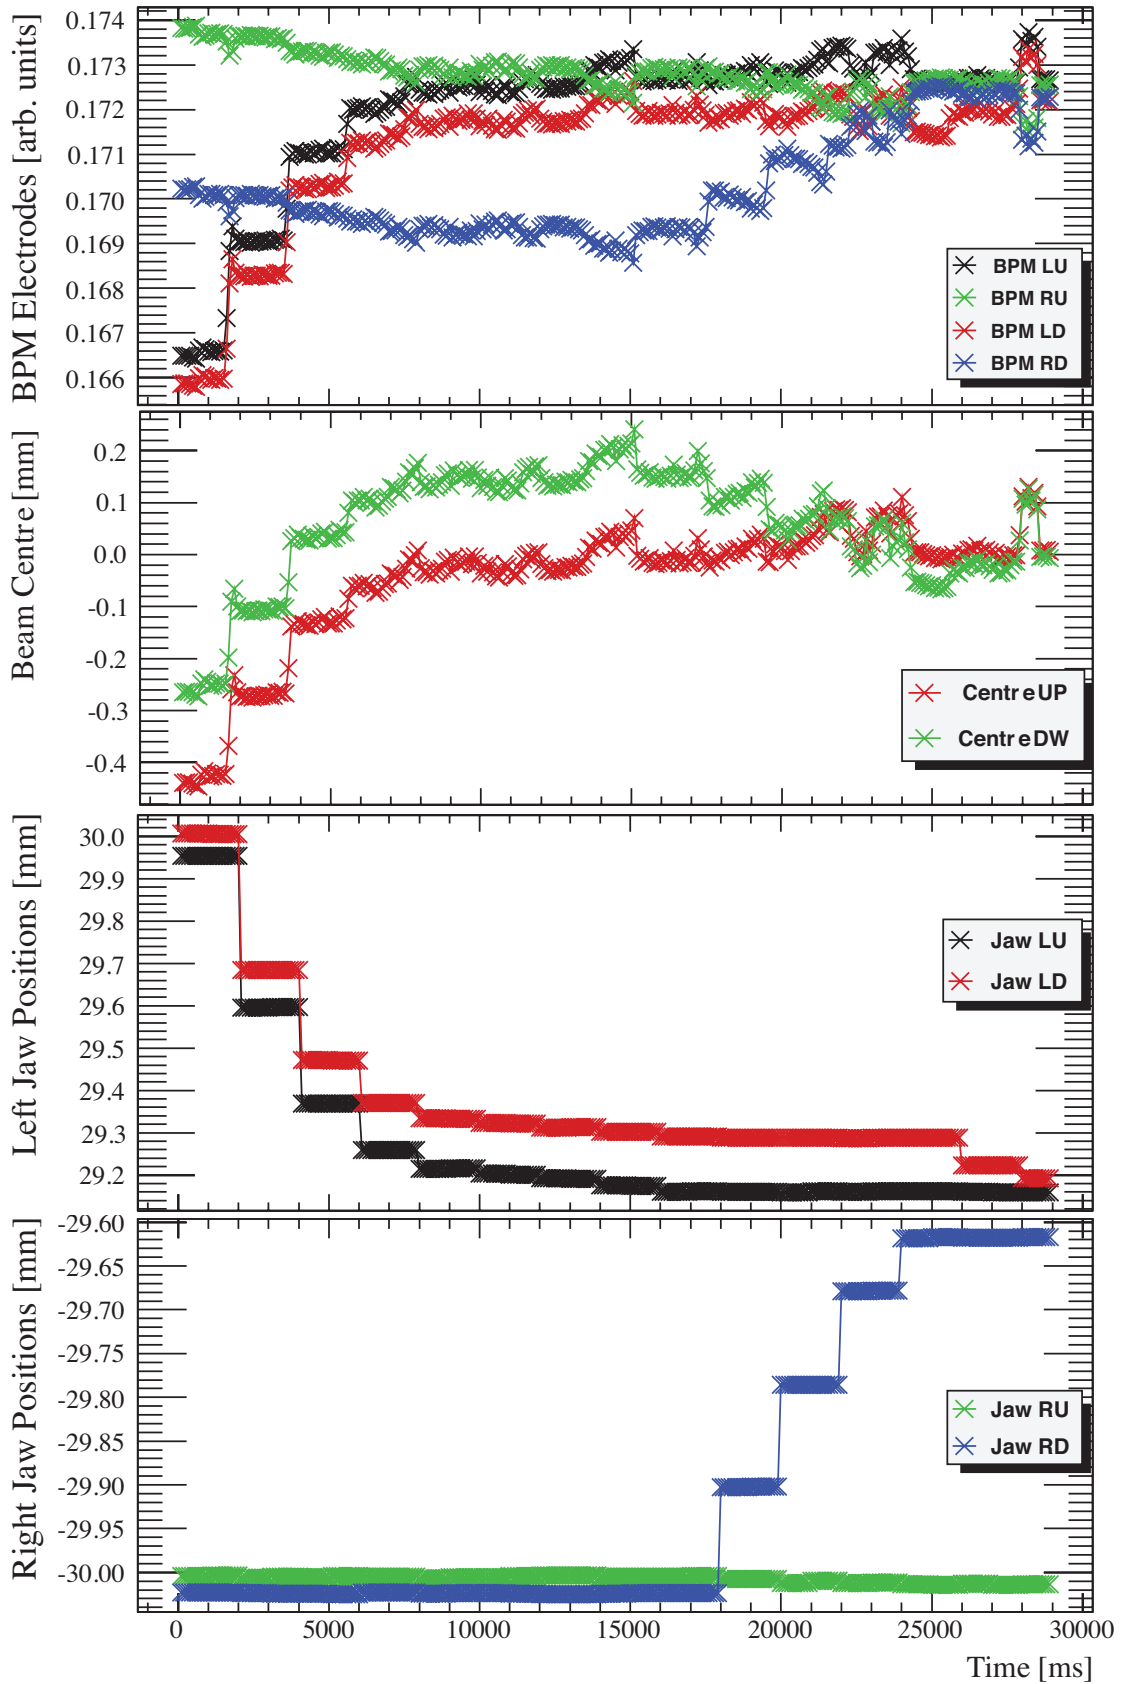 BPM Electrodes [arb. units]
0.174
0.173
0.172
0.171
0.170
0.169
0.168
0.167
0.166
BPM LU
BPM RU
BPM LD
BPM RD
Beam Centre [mm]
0.2
0.1
0.0
-0.1
-0.2
-0.3
-0.4
Centre UP
Centre DW
Left Jaw Positions [mm]
30.0
29.9
29.8
29.7
29.6
29.5
29.4
29.3
29.2
Jaw LU
Jaw LD
Right Jaw Positions [mm]
-29.60
-29.65
-29.70
-29.75
-29.80
-29.85
-29.90
-29.95
-30.00
Jaw RU
Jaw RD
0 5000 10000 15000 20000 25000 30000
Time [ms]